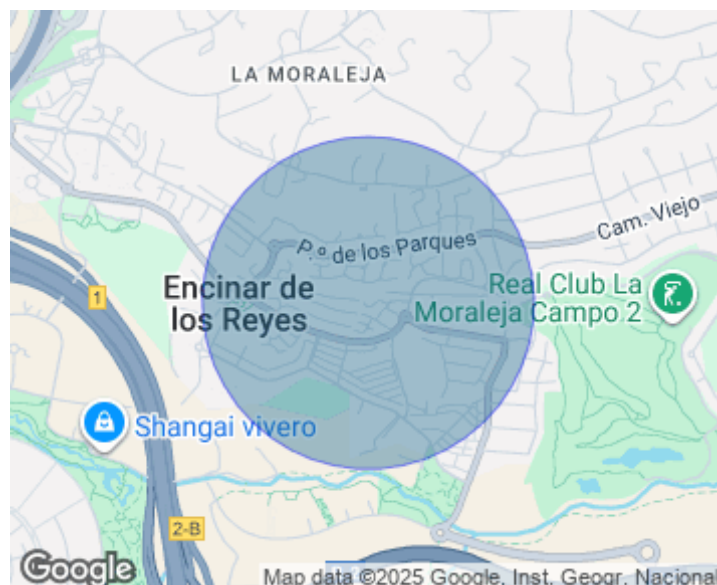 LA MORALEJA
Cam. Viejo
P.º de los Parques
Encinar de
los Reyes
Real Club La
Moraleja Campo 2
1
Shangai vivero
2-B
Google
Map data ©2025 Google, Inst. Geogr. Nacional